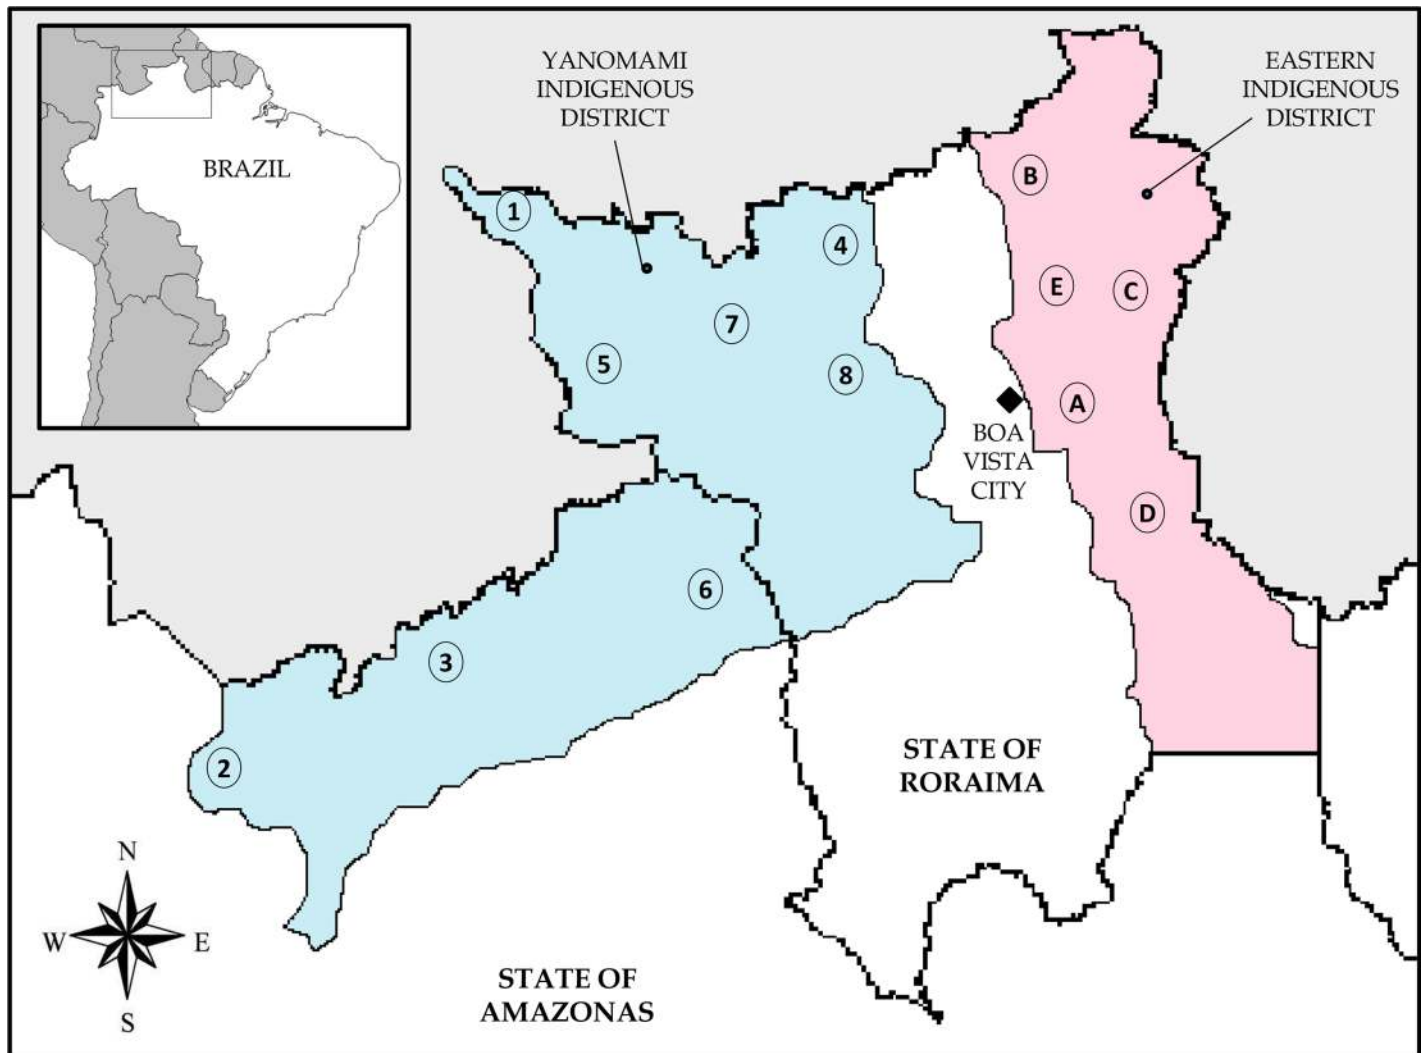 YANOMAMI
INDIGENOUS
DISTRICT
EASTERN
INDIGENOUS
DISTRICT
BRAZIL
B
1
4
E
C
7
5
8
A
BOA
VISTA
CITY
D
6
3
STATE OF
RORAIMA
2
N
W
E
S
STATE OF
AMAZONAS